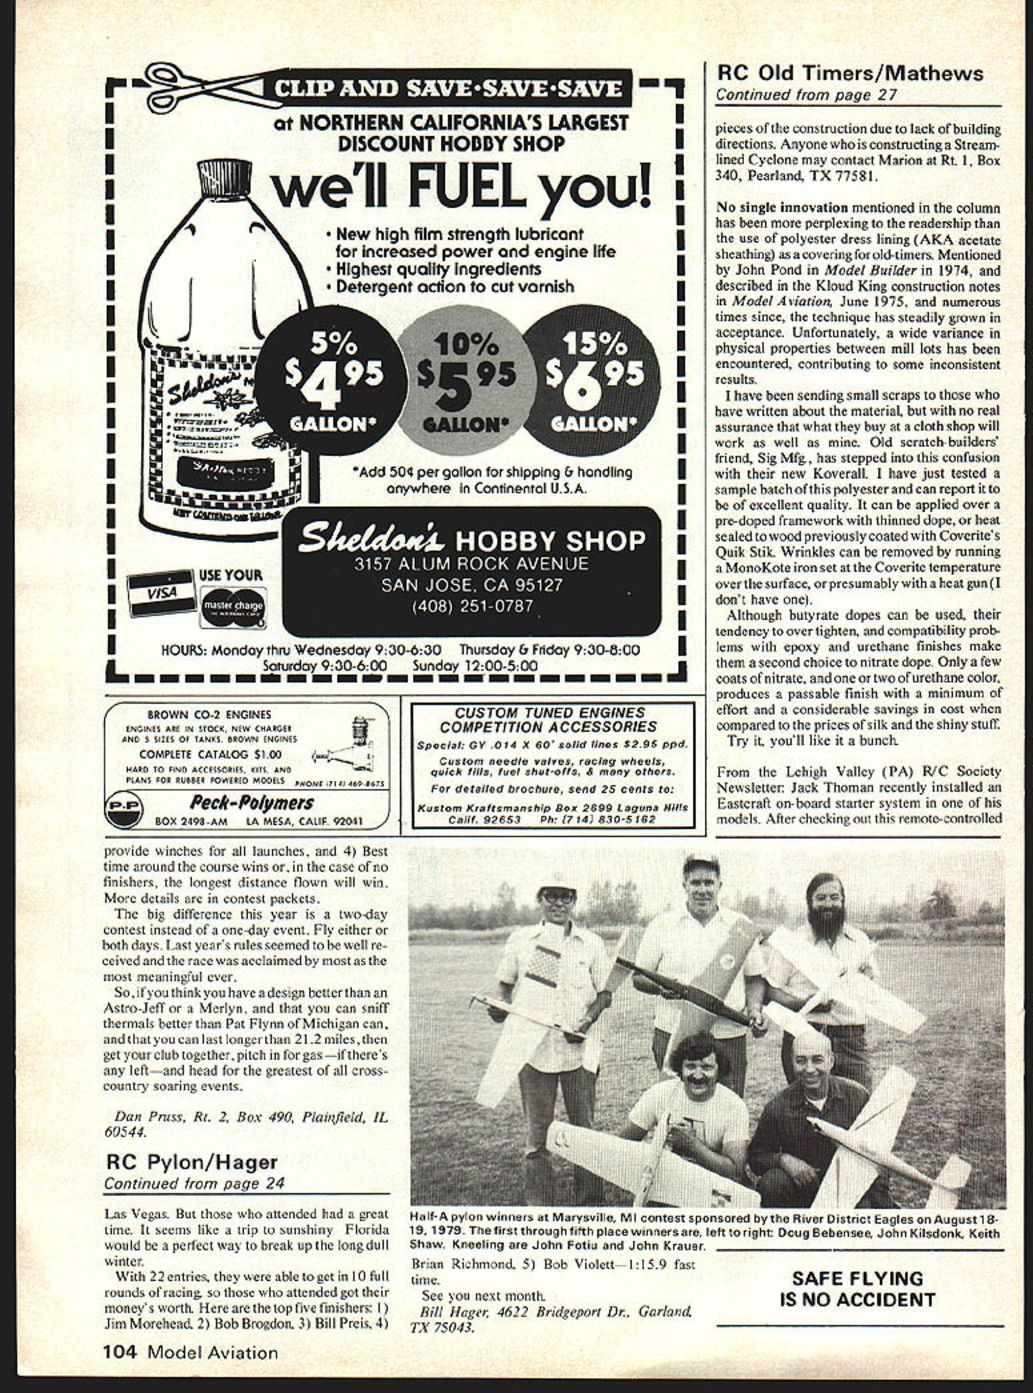 CLIP AND SAVE·SAVE·SAVE
at NORTHERN CALIFORNIA'S LARGEST
DISCOUNT HOBBY SHOP
we'll FUEL you!
• New high film strength lubricant
for increased power and engine life
• Highest quality ingredients
• Detergent action to cut varnish
5%
$4 95
GALLON*
10%
$5 95
GALLON*
15%
$6 95
GALLON*
Sheldon's
*Add 50¢ per gallon for shipping & handling
anywhere in Continental U.S.A.
Sheldon's HOBBY SHOP
3157 ALUM ROCK AVENUE
SAN JOSE, CA 95127
(408) 251-0787
USE YOUR
VISA
master charge
HOURS: Monday thru Wednesday 9:30-6:30 Thursday & Friday 9:30-8:00
Saturday 9:30-6:00 Sunday 12:00-5:00
BROWN CO-2 ENGINES
ENGINES ARE IN STOCK, NEW CHARGER
AND 5 SIZES OF TANKS. BROWN ENGINES
COMPLETE CATALOG $1.00
HARD TO FIND ACCESSORIES, KITS, AND
PLANS FOR RUBBER POWERED MODELS
PHONE (714) 469-8675
P.P
Peck-Polymers
BOX 2498-AM LA MESA, CALIF. 92041
CUSTOM TUNED ENGINES
COMPETITION ACCESSORIES
Special: GY .014 X 60' solid lines $2.95 ppd.
Custom needle valves, racing wheels,
quick fills, fuel shut-offs, & many others.
For detailed brochure, send 25 cents to:
Kustom Kraftsmanship Box 2699 Laguna Hills
Calif. 92653 Ph: (714) 830-5162
RC Old Timers/Mathews
Continued from page 27
pieces of the construction due to lack of building
directions. Anyone who is constructing a Stream-
lined Cyclone may contact Marion at Rt. 1, Box
340, Pearland, TX 77581.
No single innovation mentioned in the column
has been more perplexing to the readership than
the use of polyester dress lining (AKA acetate
sheathing) as a covering for old-timers. Mentioned
by John Pond in Model Builder in 1974, and
described in the Kloud King construction notes
in Model Aviation, June 1975, and numerous
times since, the technique has steadily grown in
acceptance. Unfortunately, a wide variance in
physical properties between mill lots has been
encountered, contributing to some inconsistent
results.
I have been sending small scraps to those who
have written about the material, but with no real
assurance that what they buy at a cloth shop will
work as well as mine. Old scratch-builders'
friend, Sig Mfg., has stepped into this confusion
with their new Koverall. I have just tested a
sample batch of this polyester and can report it to
be of excellent quality. It can be applied over a
pre-doped framework with thinned dope, or heat
sealed to wood previously coated with Coverite's
Quik Stik. Wrinkles can be removed by running
a MonoKote iron set at the Coverite temperature
over the surface, or presumably with a heat gun (I
don't have one).
Although butyrate dopes can be used, their
tendency to over tighten, and compatibility prob-
lems with epoxy and urethane finishes make
them a second choice to nitrate dope. Only a few
coats of nitrate, and one or two of urethane color,
produces a passable finish with a minimum of
effort and a considerable savings in cost when
compared to the prices of silk and the shiny stuff.
Try it, you'll like it a bunch.
From the Lehigh Valley (PA) R/C Society
Newsletter: Jack Thoman recently installed an
Eastcraft on-board starter system in one of his
models. After checking out this remote-controlled
provide winches for all launches, and 4) Best
time around the course wins or, in the case of no
finishers, the longest distance flown will win.
More details are in contest packets.
The big difference this year is a two-day
contest instead of a one-day event. Fly either or
both days. Last year's rules seemed to be well re-
ceived and the race was acclaimed by most as the
most meaningful ever.
So, if you think you have a design better than an
Astro-Jeff or a Merlyn, and that you can sniff
thermals better than Pat Flynn of Michigan can,
and that you can last longer than 21.2 miles, then
get your club together, pitch in for gas—if there's
any left—and head for the greatest of all cross-
country soaring events.
Dan Pruss, Rt. 2, Box 490, Plainfield, IL
60544.
RC Pylon/Hager
Continued from page 24
Las Vegas. But those who attended had a great
time. It seems like a trip to sunshiny Florida
would be a perfect way to break up the long dull
winter.
With 22 entries, they were able to get in 10 full
rounds of racing, so those who attended got their
money's worth. Here are the top five finishers: 1)
Jim Morehead, 2) Bob Brogdon, 3) Bill Preis, 4)
Half-A pylon winners at Marysville, MI contest sponsored by the River District Eagles on August 18-
19, 1979. The first through fifth place winners are, left to right: Doug Bebensee, John Kilsdonk, Keith
Shaw. Kneeling are John Fotiu and John Krauer.
Brian Richmond, 5) Bob Violett—1:15.9 fast
time.
See you next month.
Bill Hager, 4622 Bridgeport Dr., Garland,
TX 75043.
SAFE FLYING
IS NO ACCIDENT
104 Model Aviation